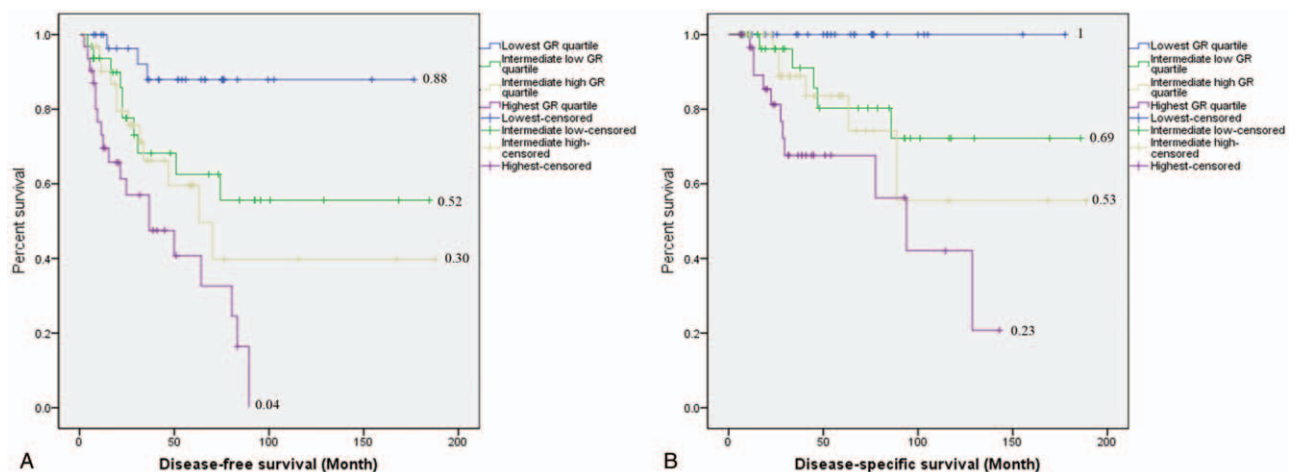 1.0
0.8
0.6
0.4
0.2
0.0
Percent survival
0.88
0.52
0.30
0.04
0
50
100
150
200
Disease-free survival (Month)
A
Lowest GR quartile
Intermediate low GR
quartile
Intermediate high GR
quartile
Highest GR quartile
Lowest-censored
Intermediate low-censored
Intermediate high-
censored
Highest-censored
1.0
0.8
0.6
0.4
0.2
0.0
Percent survival
1
0.69
0.53
0.23
0
50
100
150
200
Disease-specific survival (Month)
B
Lowest GR quartile
Intermediate low GR
quartile
Intermediate high GR
quartile
Highest GR quartile
Lowest-censored
Intermediate low-censored
Intermediate high-
censored
Highest-censored